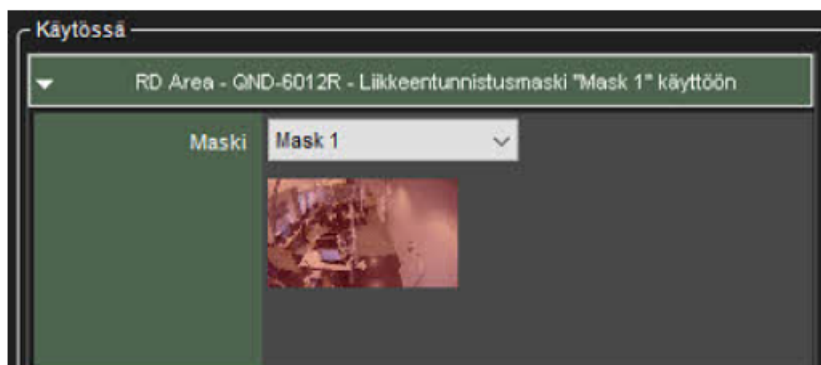 Käytössä
RD Area - QND-6012R - Liikkeentunnistusmaski "Mask 1" käyttöön
Maski
Mask 1